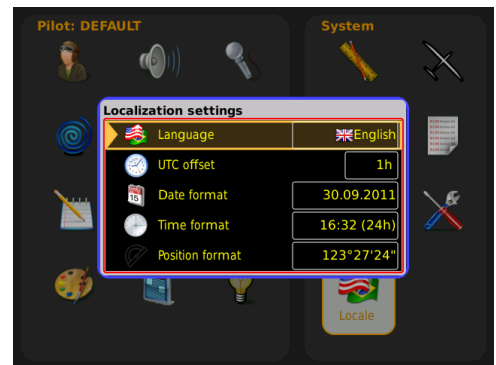 Pilot: DEFAULT
System
Localization settings
Language
English
UTC offset
1h
Date format
15
30.09.2011
Time format
16:32 (24h)
Position format
123°27'24"
Locale